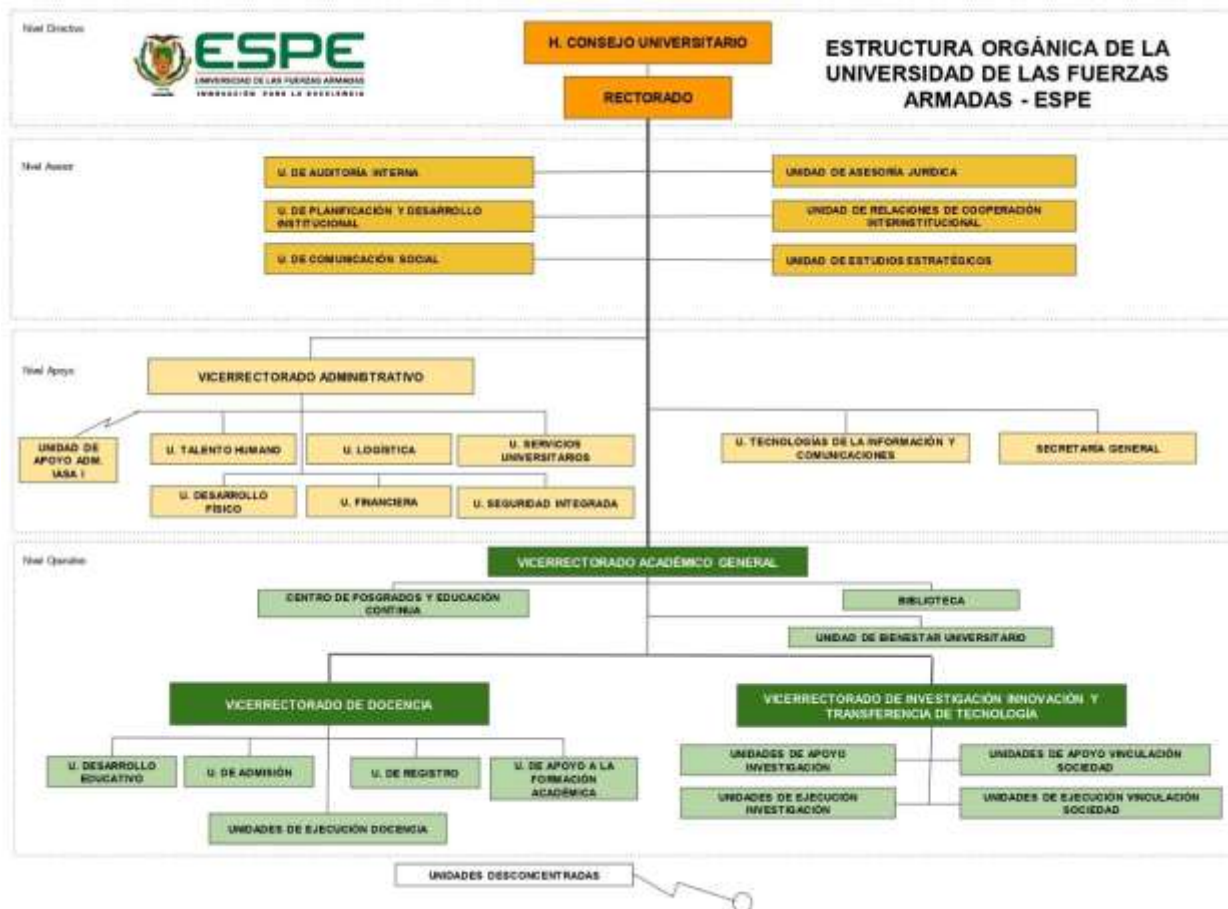 Nivel Directivo
ESPE
UNIVERSIDAD DE LAS FUERZAS ARMADAS
INNOVACIÓN PARA LA EXCELENCIA
H. CONSEJO UNIVERSITARIO
RECTORADO
ESTRUCTURA ORGÁNICA DE LA
UNIVERSIDAD DE LAS FUERZAS
ARMADAS - ESPE
Nivel Asesor
U. DE AUDITORÍA INTERNA
UNIDAD DE ASESORÍA JURÍDICA
U. DE PLANIFICACIÓN Y DESARROLLO
INSTITUCIONAL
UNIDAD DE RELACIONES DE COOPERACIÓN
INTERINSTITUCIONAL
U. DE COMUNICACIÓN SOCIAL
UNIDAD DE ESTUDIOS ESTRATÉGICOS
Nivel Apoyo
VICERRECTORADO ADMINISTRATIVO
UNIDAD DE
APOYO ADM.
IASA I
U. TALENTO HUMANO
U. LOGÍSTICA
U. SERVICIOS
UNIVERSITARIOS
U. TECNOLOGÍAS DE LA INFORMACIÓN Y
COMUNICACIONES
SECRETARÍA GENERAL
U. DESARROLLO
FÍSICO
U. FINANCIERA
U. SEGURIDAD INTEGRADA
Nivel Operativo
VICERRECTORADO ACADÉMICO GENERAL
CENTRO DE POSGRADOS Y EDUCACIÓN
CONTINUA
BIBLIOTECA
UNIDAD DE BIENESTAR UNIVERSITARIO
VICERRECTORADO DE DOCENCIA
VICERRECTORADO DE INVESTIGACIÓN INNOVACIÓN Y
TRANSFERENCIA DE TECNOLOGÍA
U. DESARROLLO
EDUCATIVO
U. DE ADMISIÓN
U. DE REGISTRO
U. DE APOYO A LA
FORMACIÓN
ACADÉMICA
UNIDADES DE APOYO
INVESTIGACIÓN
UNIDADES DE APOYO VINCULACIÓN
SOCIEDAD
UNIDADES DE EJECUCIÓN
INVESTIGACIÓN
UNIDADES DE EJECUCIÓN VINCULACIÓN
SOCIEDAD
UNIDADES DE EJECUCIÓN DOCENCIA
UNIDADES DESCONCENTRADAS